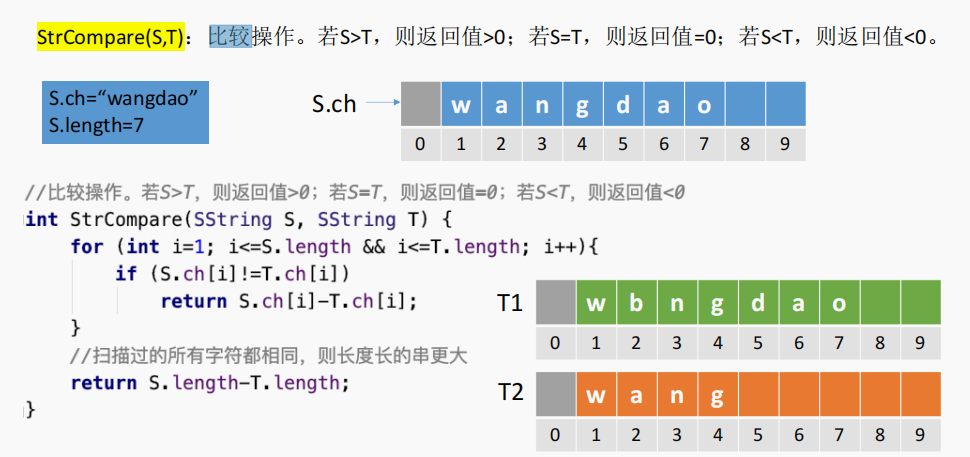 StrCompare(S,T)：比较操作。若S>T，则返回值>0；若S=T，则返回值=0；若S<T，则返回值<0。
S.ch=“wangdao”
S.length=7
S.ch
w a n g d a o
0 1 2 3 4 5 6 7 8 9
//比较操作。若S>T，则返回值>0；若S=T，则返回值=0；若S<T，则返回值<0
int StrCompare(SString S, SString T) {
for (int i=1; i<=S.length && i<=T.length; i++){
if (S.ch[i]!=T.ch[i])
return S.ch[i]-T.ch[i];
}
//扫描过的所有字符都相同，则长度长的串更大
return S.length-T.length;
}
T1
w b n g d a o
0 1 2 3 4 5 6 7 8 9
T2
w a n g
0 1 2 3 4 5 6 7 8 9